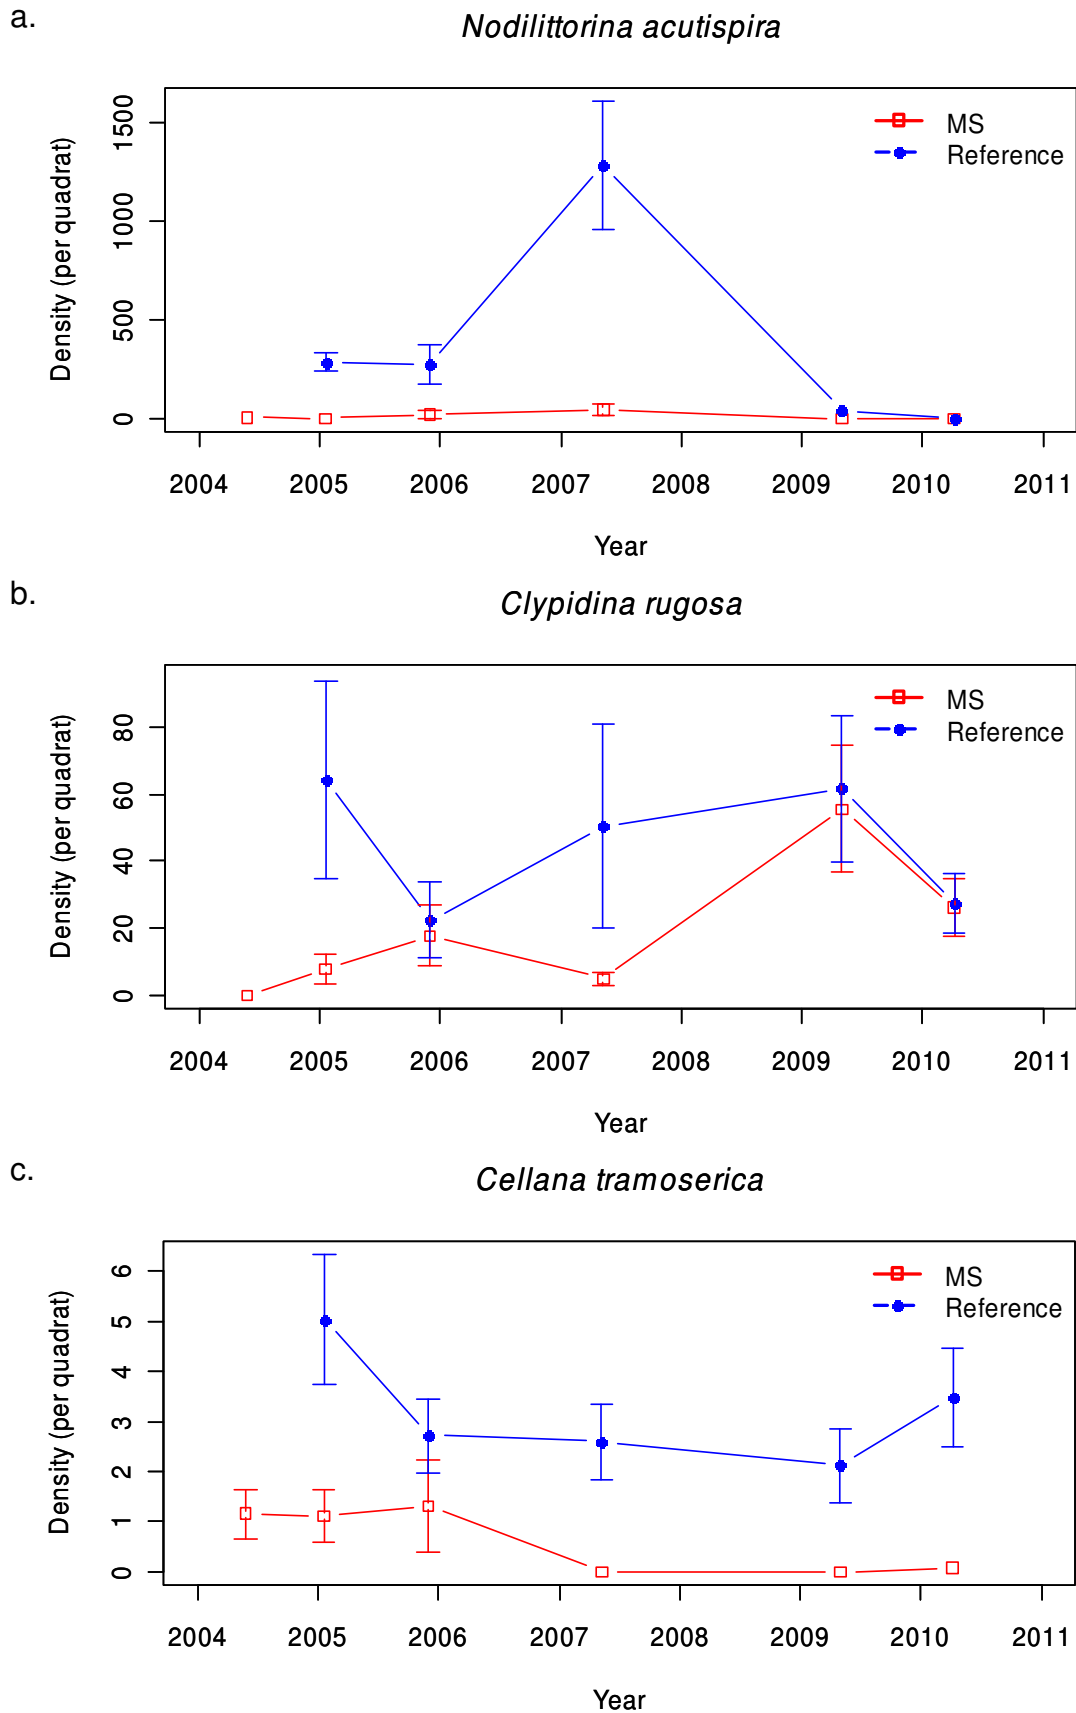 a.
Nodilittorina acutispira
MS
Reference
Density (per quadrat)
1500
1000
500
0
2004 2005 2006 2007 2008 2009 2010 2011
Year
b.
Clypidina rugosa
MS
Reference
Density (per quadrat)
80
60
40
20
0
2004 2005 2006 2007 2008 2009 2010 2011
Year
c.
Cellana tramoserica
MS
Reference
Density (per quadrat)
6
5
4
3
2
1
0
2004 2005 2006 2007 2008 2009 2010 2011
Year